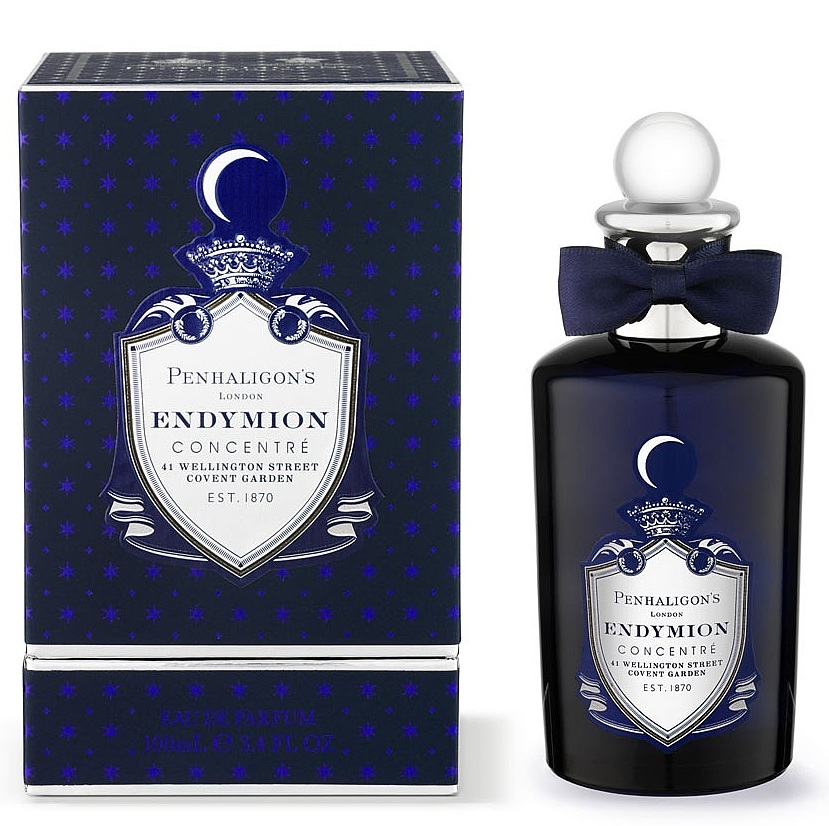 PENHALIGON'S
LONDON
ENDYMION
CONCENTRÉ
41 WELLINGTON STREET
COVENT GARDEN
EST. 1870
EAU DE PARFUM
100mL ℮ 3.4 FL OZ
PENHALIGON'S
LONDON
ENDYMION
CONCENTRÉ
41 WELLINGTON STREET
COVENT GARDEN
EST. 1870